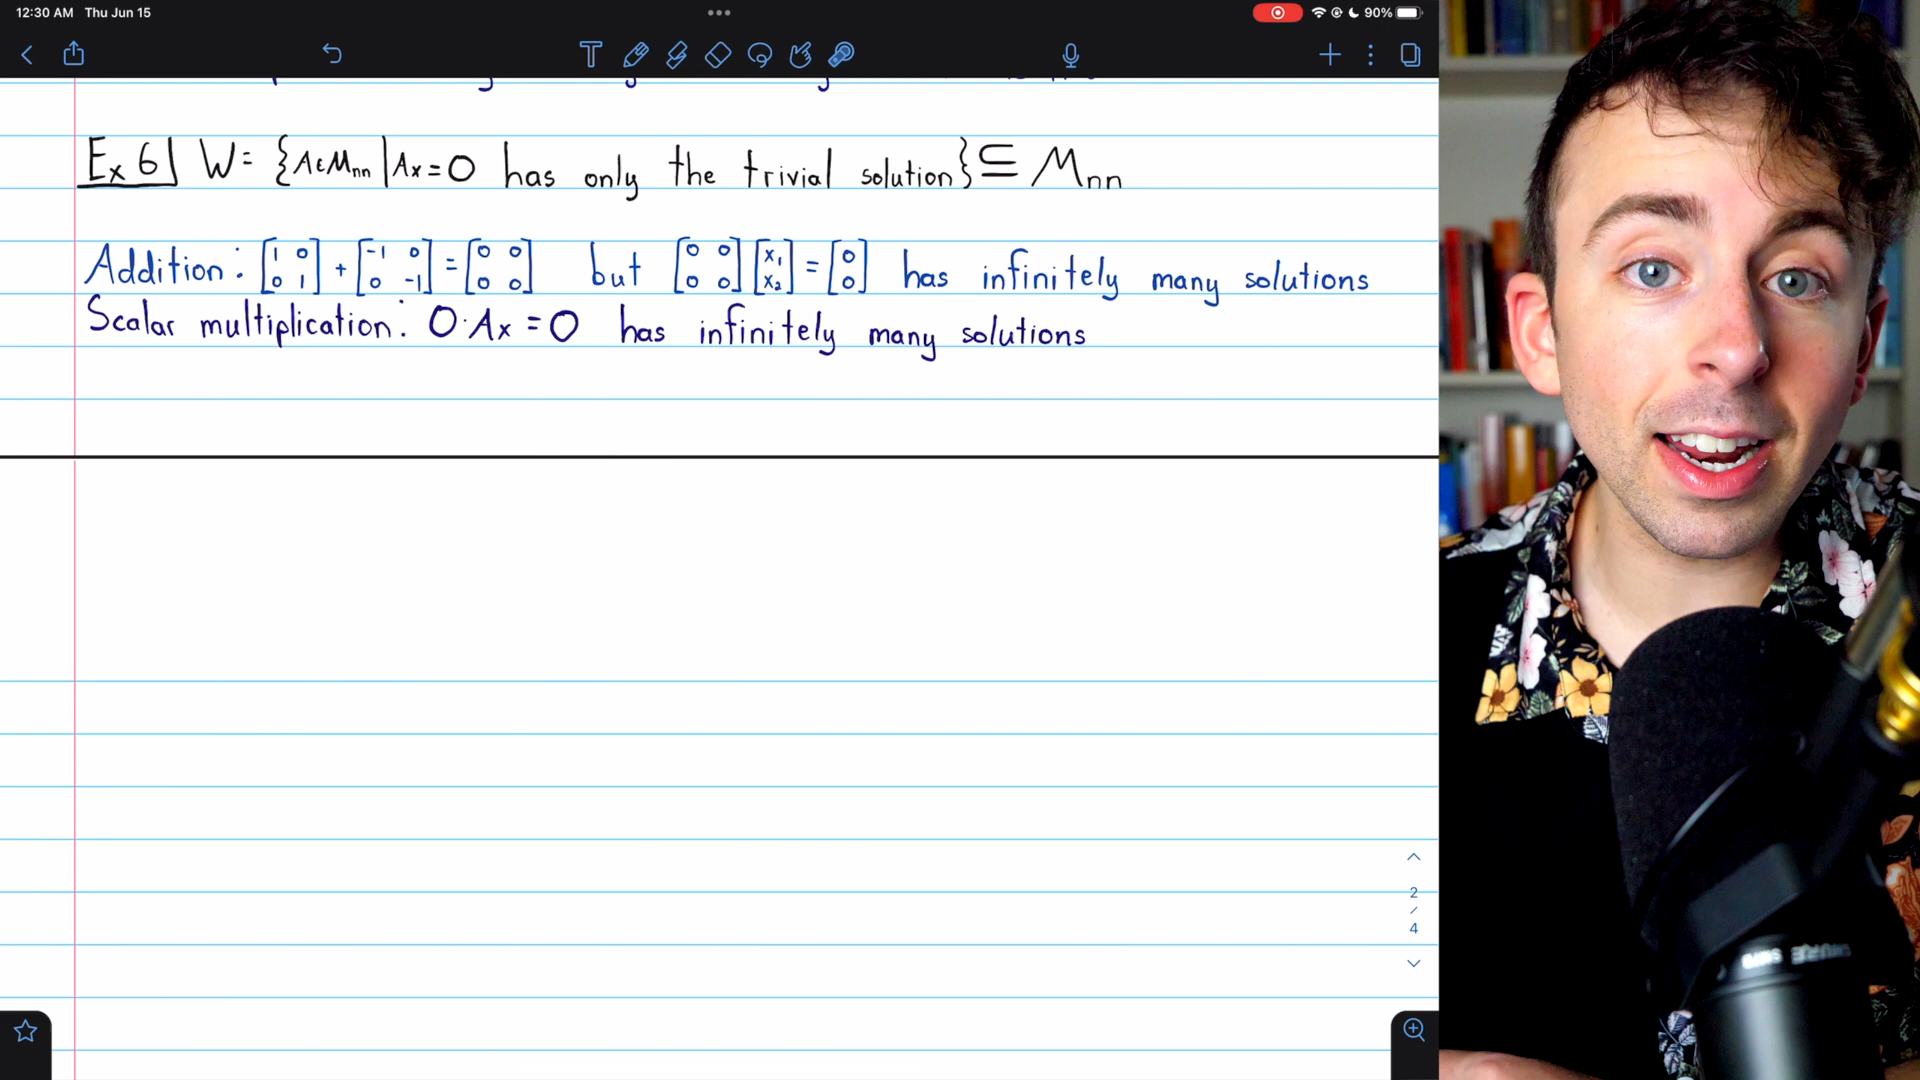 12:30 AM Thu Jun 15
90%
Ex 6] W= {A∈Mnn | Ax=0 has only the trivial solution} ⊆ Mnn
Addition: [1 0; 0 1] + [-1 0; 0 -1] = [0 0; 0 0] but [0 0; 0 0] [x₁; x₂] = [0; 0] has infinitely many solutions
Scalar multiplication: 0·Ax = 0 has infinitely many solutions
2
/
4
SHURE